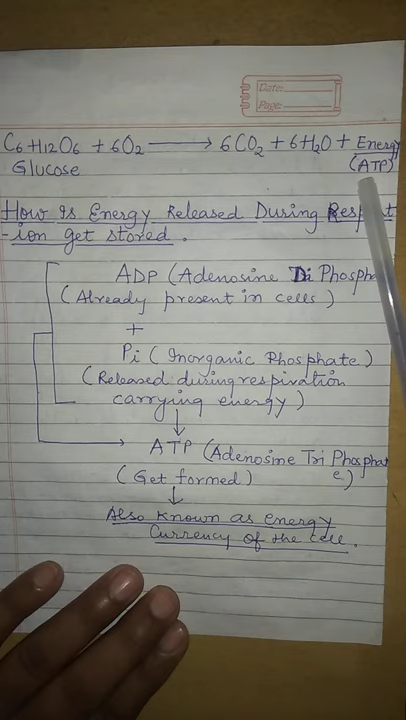 Date:
Page:
C6H12O6 + 6O2 → 6CO2 + 6H2O + Energy
Glucose (ATP)
How Is Energy Released During
-ion get stored.
ADP (Adenosine Di
(Already present in cells)
+
Pi (Inorganic Phosphate)
(Released during respiration
carrying energy)
↓
ATP (Adenosine Tri Phosphat
(Get formed) e)
↓
Also known as energy
Currency of the cell.